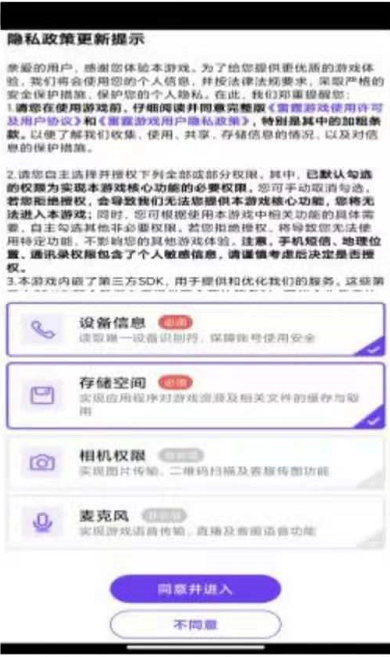 隐私政策更新提示
亲爱的用户，感谢您体验本游戏。为了给您提供更优质的游戏体
验，我们将会使用您的个人信息，并按法律法规要求，采取严格的
安全保护措施，保护您的个人隐私。在此，我们郑重提醒您：
1.请您在使用游戏前，仔细阅读并同意完整版《雷霆游戏使用许可
及用户协议》和《雷霆游戏用户隐私政策》，特别是其中的加粗条
款。以便了解我们收集、使用、共享、存储信息的情况，以及对信
息的保护措施。
2.请您自主选择并授权下列全部或部分权限。其中，已默认勾选
的权限为实现本游戏核心功能的必要权限。您可手动取消勾选，
若您拒绝授权，会导致我们无法您提供本游戏核心功能，您将无
法进入本游戏；同时，您可根据使用本游戏中相关功能的具体需
要，自主勾选其他非必要权限。若您拒绝授权，将导致您无法使
用特定功能，不影响您的其他游戏体验。注意，手机短信、地理位
置、通讯录权限包含了个人敏感信息，请谨慎考虑后决定是否授
权。
3.本游戏内嵌了第三方SDK，用于提供和优化我们的服务。这些第
设备信息 必需
读取唯一设备识别符，保障账号使用安全
存储空间 必需
实现应用程序对游戏资源及相关文件的缓存与取
用
相机权限 非必需
实现图片传输、二维码扫描及客服传图功能
麦克风 非必需
实现游戏语音传输，直播及客服语音功能
同意并进入
不同意